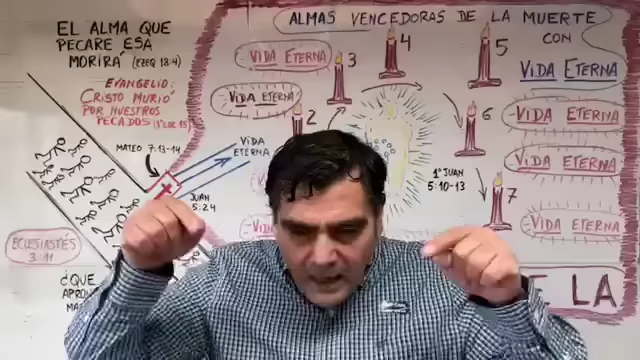 EL ALMA QUE
PECARE ESA
MORIRÁ (EZEQ 18:4)
EVANGELIO:
CRISTO MURIÓ
POR NUESTROS
PECADOS (1ªCOR 15)
MATEO 7:13-14
VIDA
ETERNA
JUAN
5:24
ECLESIASTÉS
3:11
¿QUE
ALMAS VENCEDORAS DE LA MUERTE
CON
VIDA ETERNA
VIDA ETERNA
VIDA ETERNA
2
3
4
5
6
7
1ª JUAN
5:10-13
VIDA ETERNA
VIDA ETERNA
VIDA ETERNA
E LA